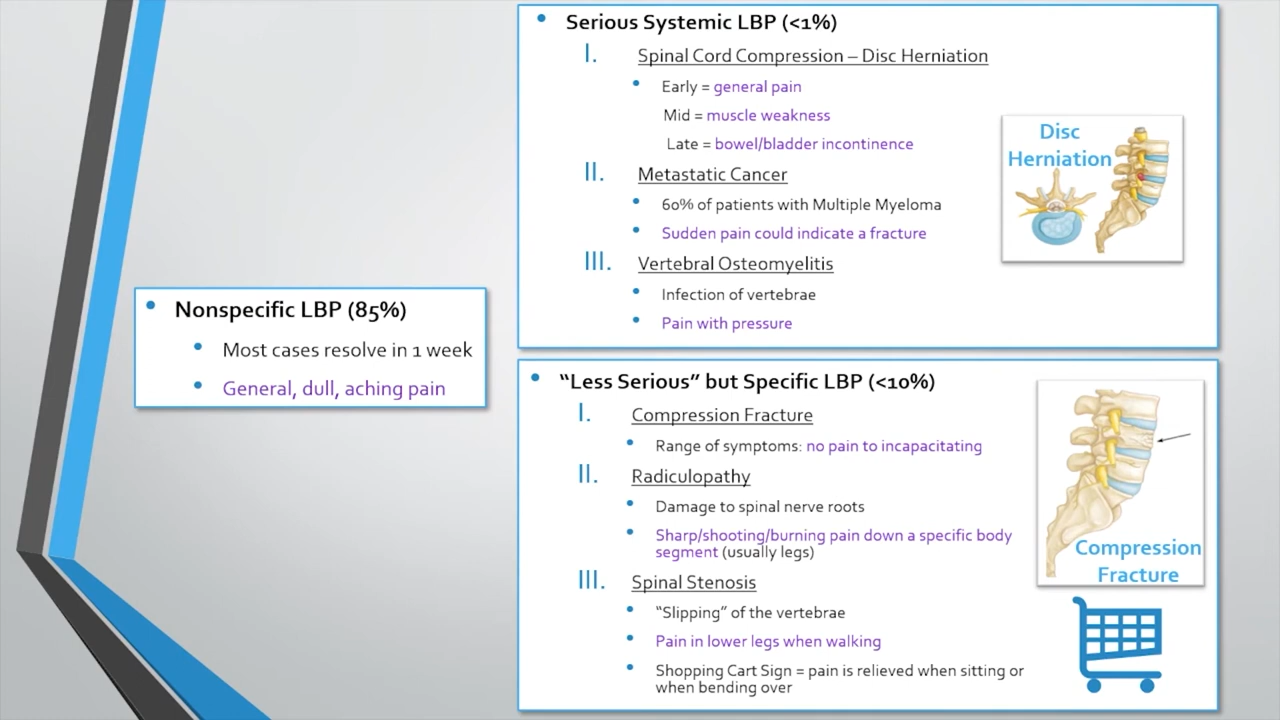 Nonspecific LBP (85%)
Most cases resolve in 1 week
General, dull, aching pain
Serious Systemic LBP (<1%)
I. Spinal Cord Compression – Disc Herniation
Early = general pain
Mid = muscle weakness
Late = bowel/bladder incontinence
II. Metastatic Cancer
60% of patients with Multiple Myeloma
Sudden pain could indicate a fracture
III. Vertebral Osteomyelitis
Infection of vertebrae
Pain with pressure
Disc
Herniation
“Less Serious” but Specific LBP (<10%)
I. Compression Fracture
Range of symptoms: no pain to incapacitating
II. Radiculopathy
Damage to spinal nerve roots
Sharp/shooting/burning pain down a specific body
segment (usually legs)
III. Spinal Stenosis
“Slipping” of the vertebrae
Pain in lower legs when walking
Shopping Cart Sign = pain is relieved when sitting or
when bending over
Compression
Fracture